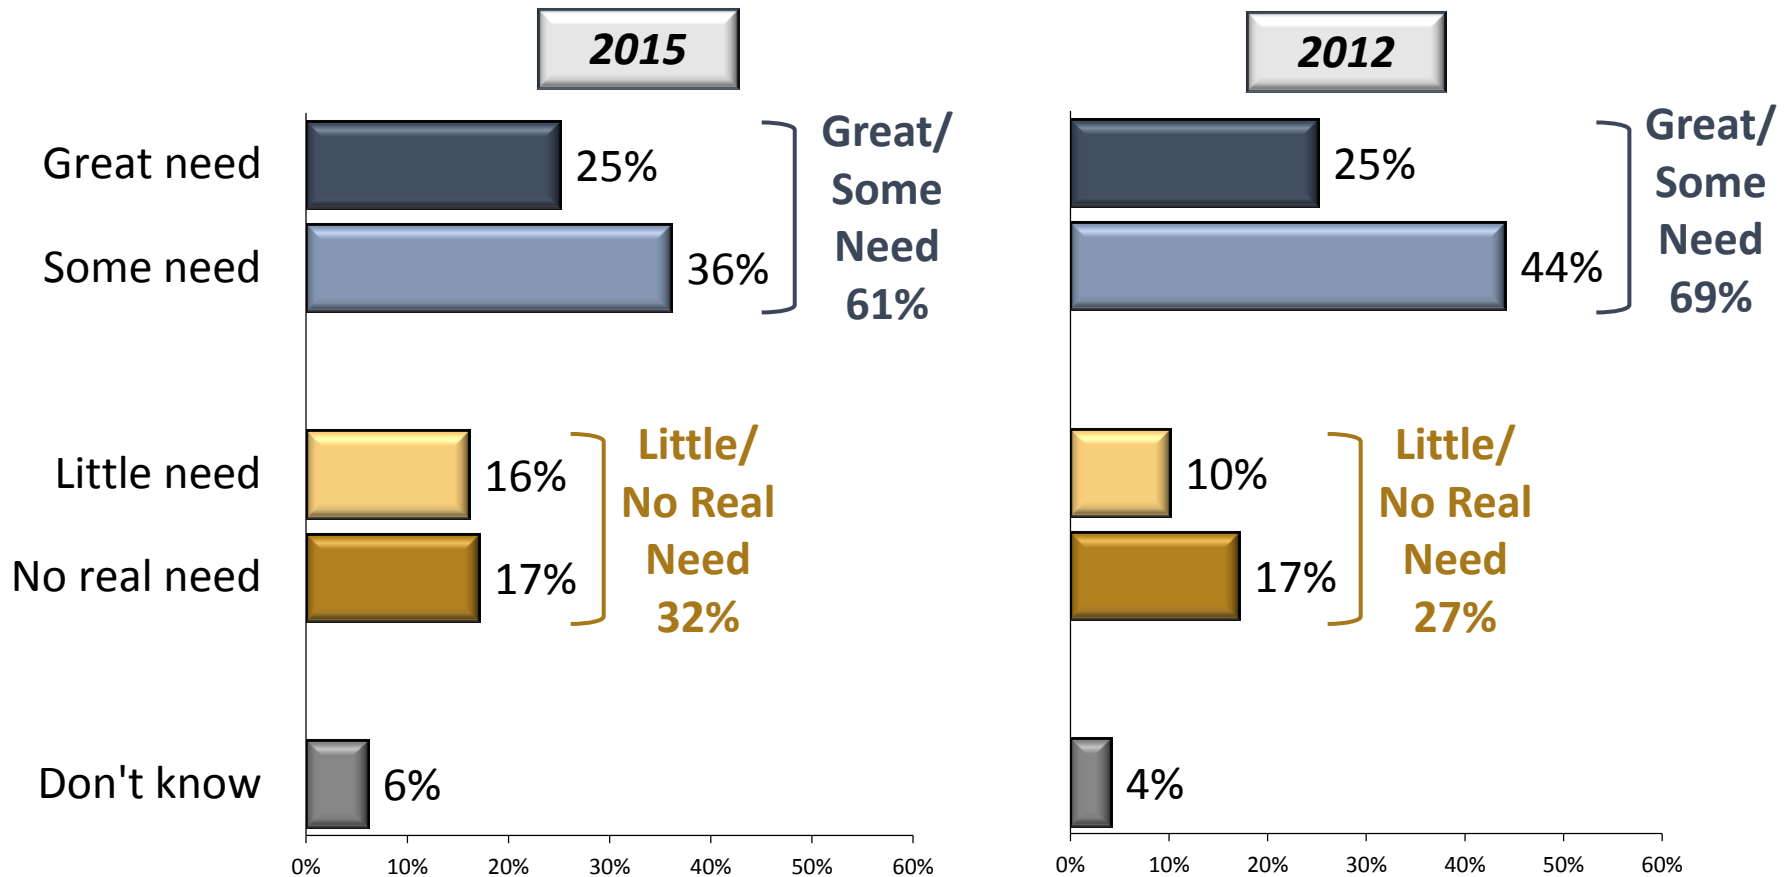 2015
2012
Great need
25%
Great/
Some
Need
61%
25%
Great/
Some
Need
69%
Some need
36%
44%
Little need
16%
Little/
No Real
Need
32%
10%
Little/
No Real
Need
27%
No real need
17%
17%
Don't know
6%
4%
0% 10% 20% 30% 40% 50% 60%
0% 10% 20% 30% 40% 50% 60%